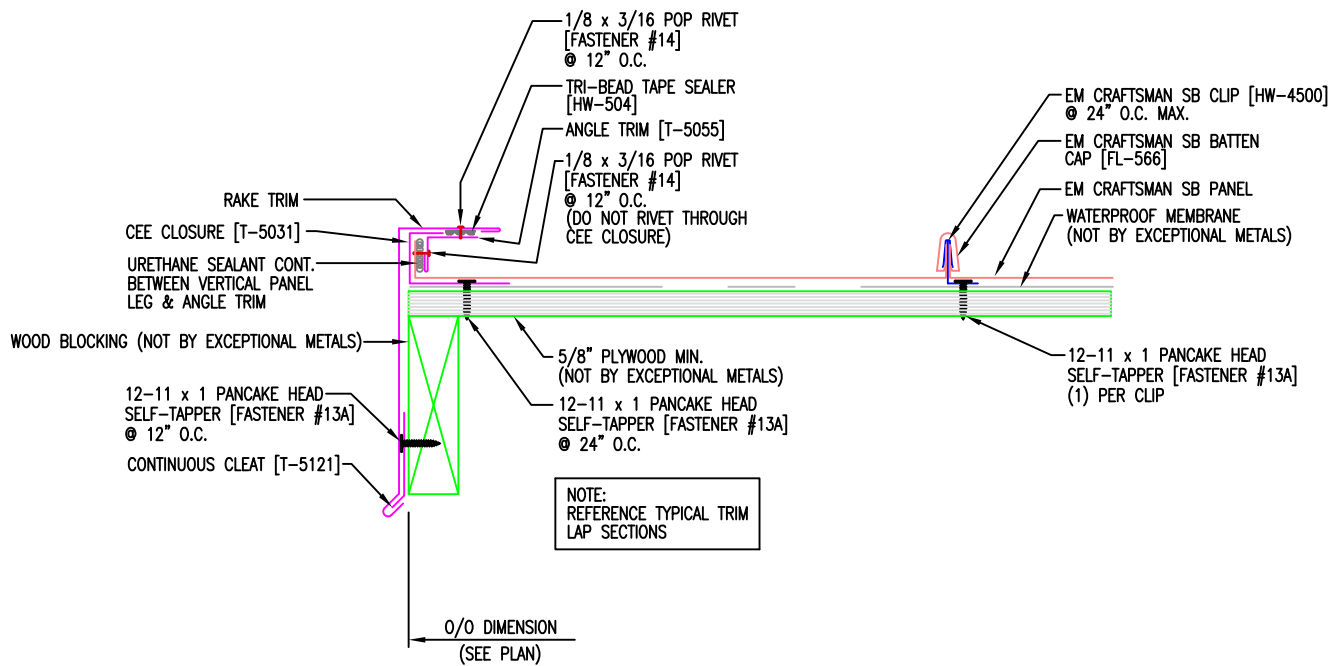 1/8 x 3/16 POP RIVET
[FASTENER #14]
@ 12" O.C.
TRI-BEAD TAPE SEALER
[HW-504]
ANGLE TRIM [T-5055]
1/8 x 3/16 POP RIVET
[FASTENER #14]
@ 12" O.C.
(DO NOT RIVET THROUGH
CEE CLOSURE)
RAKE TRIM
CEE CLOSURE [T-5031]
URETHANE SEALANT CONT.
BETWEEN VERTICAL PANEL
LEG & ANGLE TRIM
WOOD BLOCKING (NOT BY EXCEPTIONAL METALS)
12-11 x 1 PANCAKE HEAD
SELF-TAPPER [FASTENER #13A]
@ 12" O.C.
CONTINUOUS CLEAT [T-5121]
EM CRAFTSMAN SB CLIP [HW-4500]
@ 24" O.C. MAX.
EM CRAFTSMAN SB BATTEN
CAP [FL-566]
EM CRAFTSMAN SB PANEL
WATERPROOF MEMBRANE
(NOT BY EXCEPTIONAL METALS)
5/8" PLYWOOD MIN.
(NOT BY EXCEPTIONAL METALS)
12-11 x 1 PANCAKE HEAD
SELF-TAPPER [FASTENER #13A]
@ 24" O.C.
12-11 x 1 PANCAKE HEAD
SELF-TAPPER [FASTENER #13A]
(1) PER CLIP
NOTE:
REFERENCE TYPICAL TRIM
LAP SECTIONS
O/O DIMENSION
(SEE PLAN)